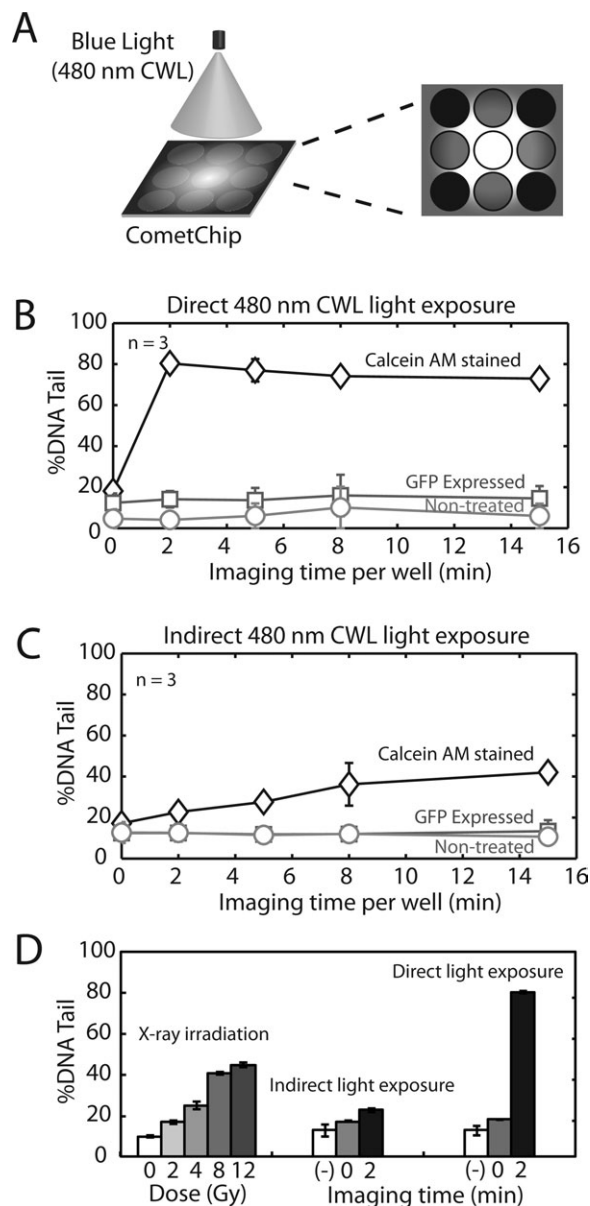 A
Blue Light
(480 nm CWL)
CometChip
B
Direct 480 nm CWL light exposure
n = 3
Calcein AM stained
GFP Expressed
Non-treated
%DNA Tail
100
80
60
40
20
0
0 2 4 6 8 10 12 14 16
Imaging time per well (min)
C
Indirect 480 nm CWL light exposure
n = 3
Calcein AM stained
GFP Expressed
Non-treated
%DNA Tail
100
80
60
40
20
0
0 2 4 6 8 10 12 14 16
Imaging time per well (min)
D
%DNA Tail
100
80
60
40
20
0
X-ray irradiation
Indirect light exposure
Direct light exposure
0 2 4 8 12 (-) 0 2 (-) 0 2
Dose (Gy) Imaging time (min)